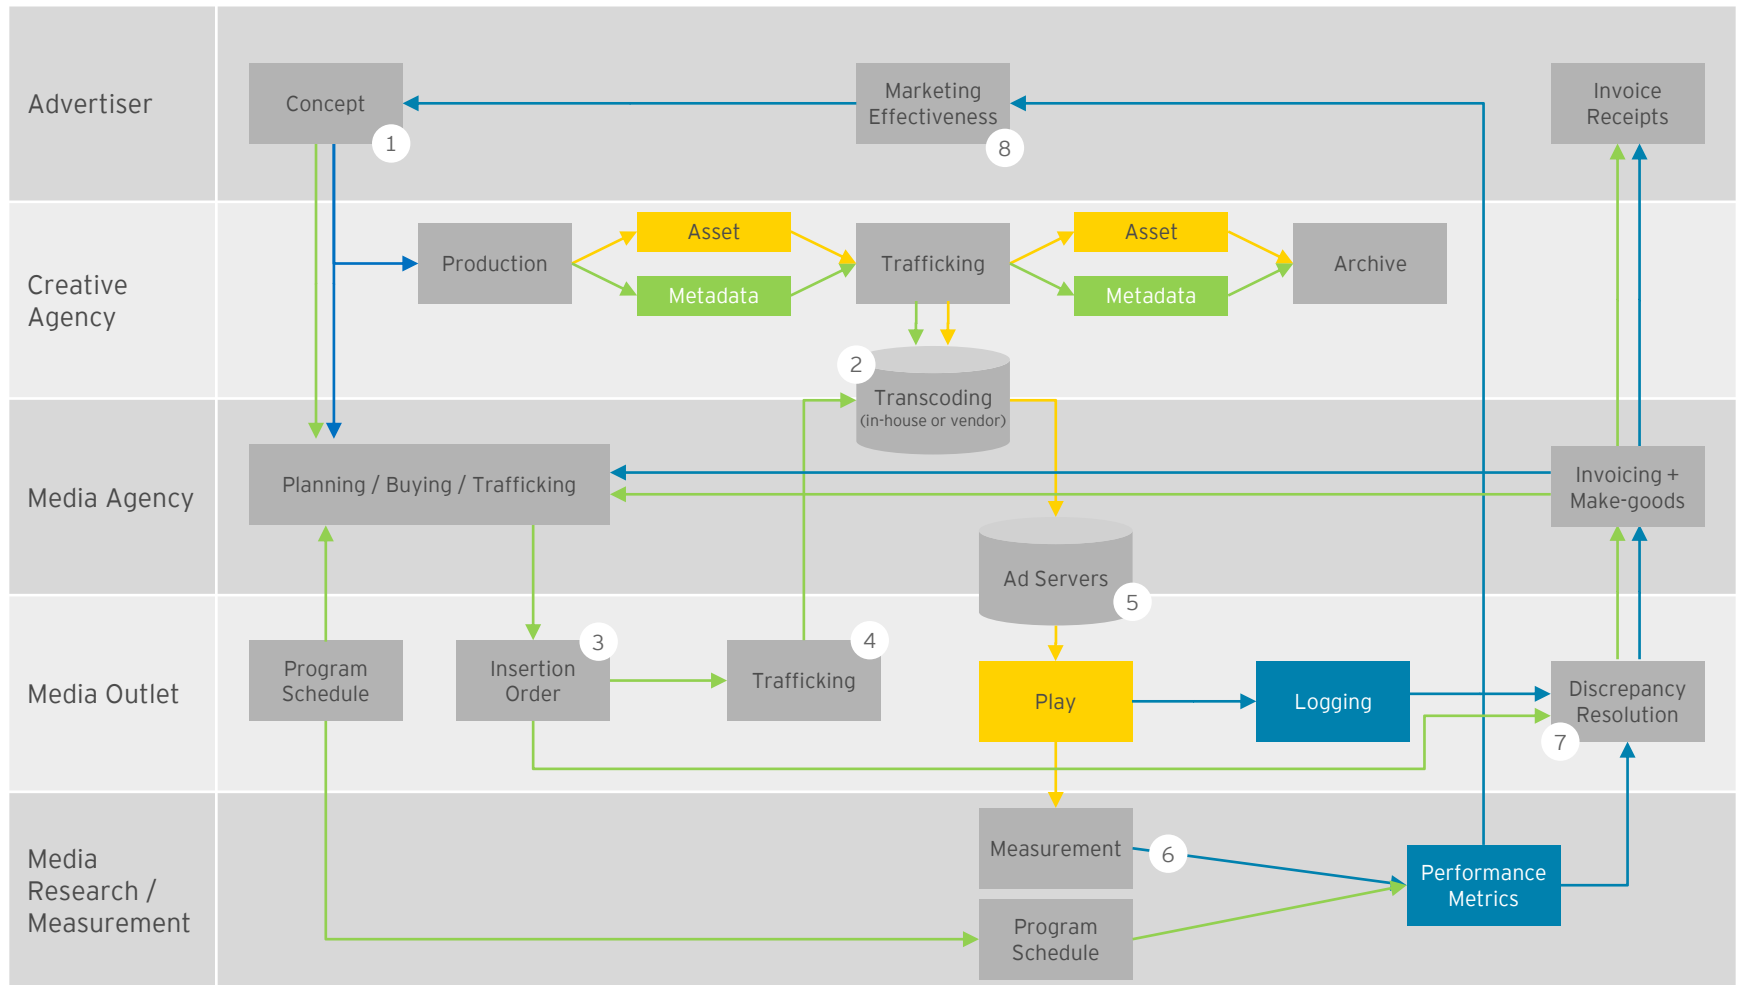 Advertiser
Concept
1
Marketing
Effectiveness
8
Invoice
Receipts
Creative
Agency
Production
Asset
Metadata
Trafficking
Asset
Metadata
Archive
2
Transcoding
(in-house or vendor)
Media Agency
Planning / Buying / Trafficking
Invoicing +
Make-goods
Ad Servers
5
Media Outlet
Program
Schedule
Insertion
Order
3
Trafficking
4
Play
Logging
Discrepancy
Resolution
7
Media
Research /
Measurement
Measurement
6
Program
Schedule
Performance
Metrics